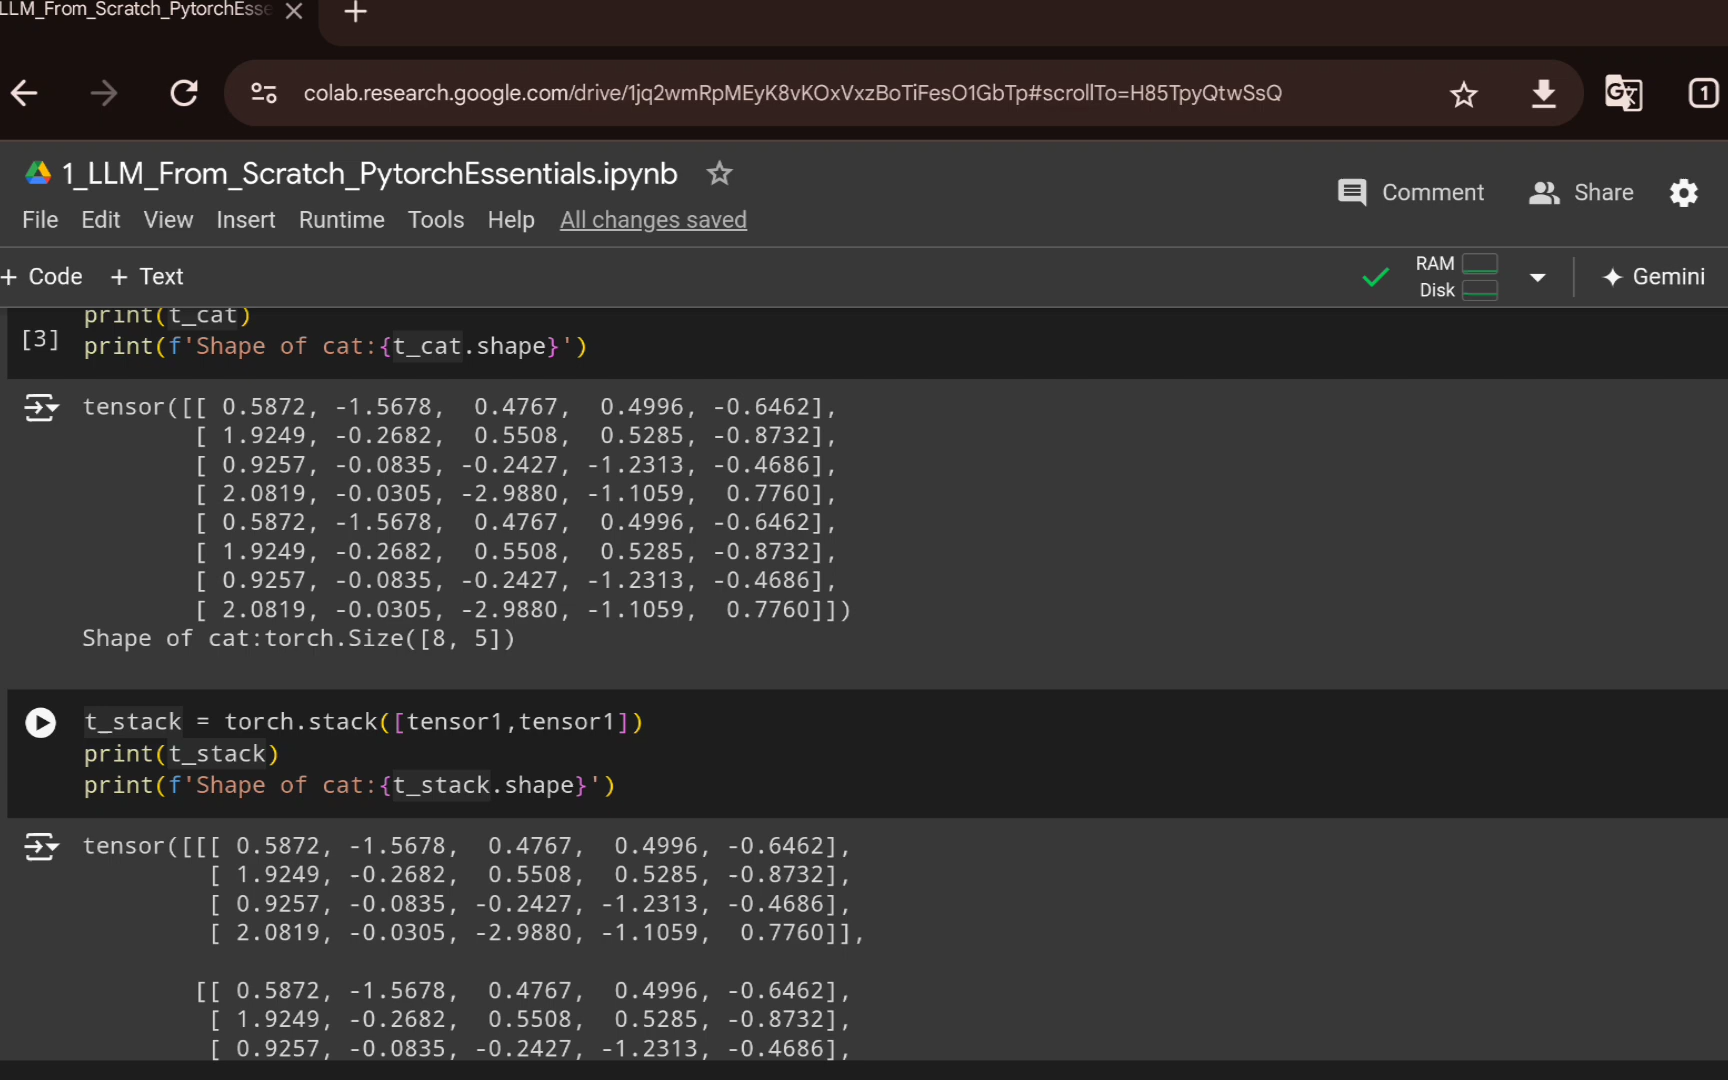 LLM_From_Scratch_PytorchEsse
colab.research.google.com/drive/1jq2wmRpMEyK8vKOxVxzBoTiFesO1GbTp#scrollTo=H85TpyQtwSsQ
1
1_LLM_From_Scratch_PytorchEssentials.ipynb
Comment
Share
File Edit View Insert Runtime Tools Help All changes saved
+ Code + Text
RAM
Disk
Gemini
print(t_cat)
[3] print(f'Shape of cat:{t_cat.shape}')
tensor([[ 0.5872, -1.5678,  0.4767,  0.4996, -0.6462],
[ 1.9249, -0.2682,  0.5508,  0.5285, -0.8732],
[ 0.9257, -0.0835, -0.2427, -1.2313, -0.4686],
[ 2.0819, -0.0305, -2.9880, -1.1059,  0.7760],
[ 0.5872, -1.5678,  0.4767,  0.4996, -0.6462],
[ 1.9249, -0.2682,  0.5508,  0.5285, -0.8732],
[ 0.9257, -0.0835, -0.2427, -1.2313, -0.4686],
[ 2.0819, -0.0305, -2.9880, -1.1059,  0.7760]])
Shape of cat:torch.Size([8, 5])
t_stack = torch.stack([tensor1,tensor1])
print(t_stack)
print(f'Shape of cat:{t_stack.shape}')
tensor([[[ 0.5872, -1.5678,  0.4767,  0.4996, -0.6462],
[ 1.9249, -0.2682,  0.5508,  0.5285, -0.8732],
[ 0.9257, -0.0835, -0.2427, -1.2313, -0.4686],
[ 2.0819, -0.0305, -2.9880, -1.1059,  0.7760]],
[[ 0.5872, -1.5678,  0.4767,  0.4996, -0.6462],
[ 1.9249, -0.2682,  0.5508,  0.5285, -0.8732],
[ 0.9257, -0.0835, -0.2427, -1.2313, -0.4686],